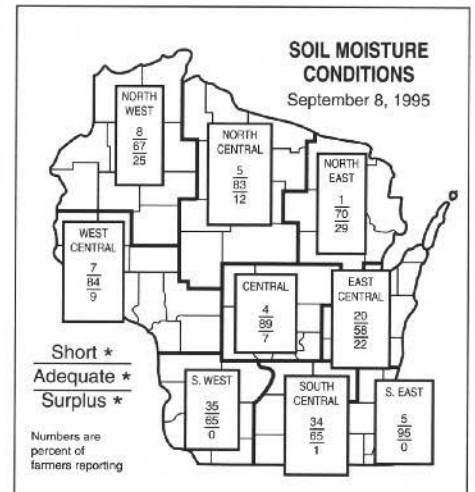 SOIL MOISTURE
CONDITIONS
September 8, 1995
NORTH
WEST
8
67
25
NORTH
CENTRAL
5
83
12
NORTH
EAST
1
70
29
WEST
CENTRAL
7
84
9
CENTRAL
4
89
7
EAST
CENTRAL
20
58
22
Short *
Adequate *
Surplus *
S. WEST
35
65
0
SOUTH
CENTRAL
34
65
1
S. EAST
5
95
0
Numbers are
percent of
farmers reporting